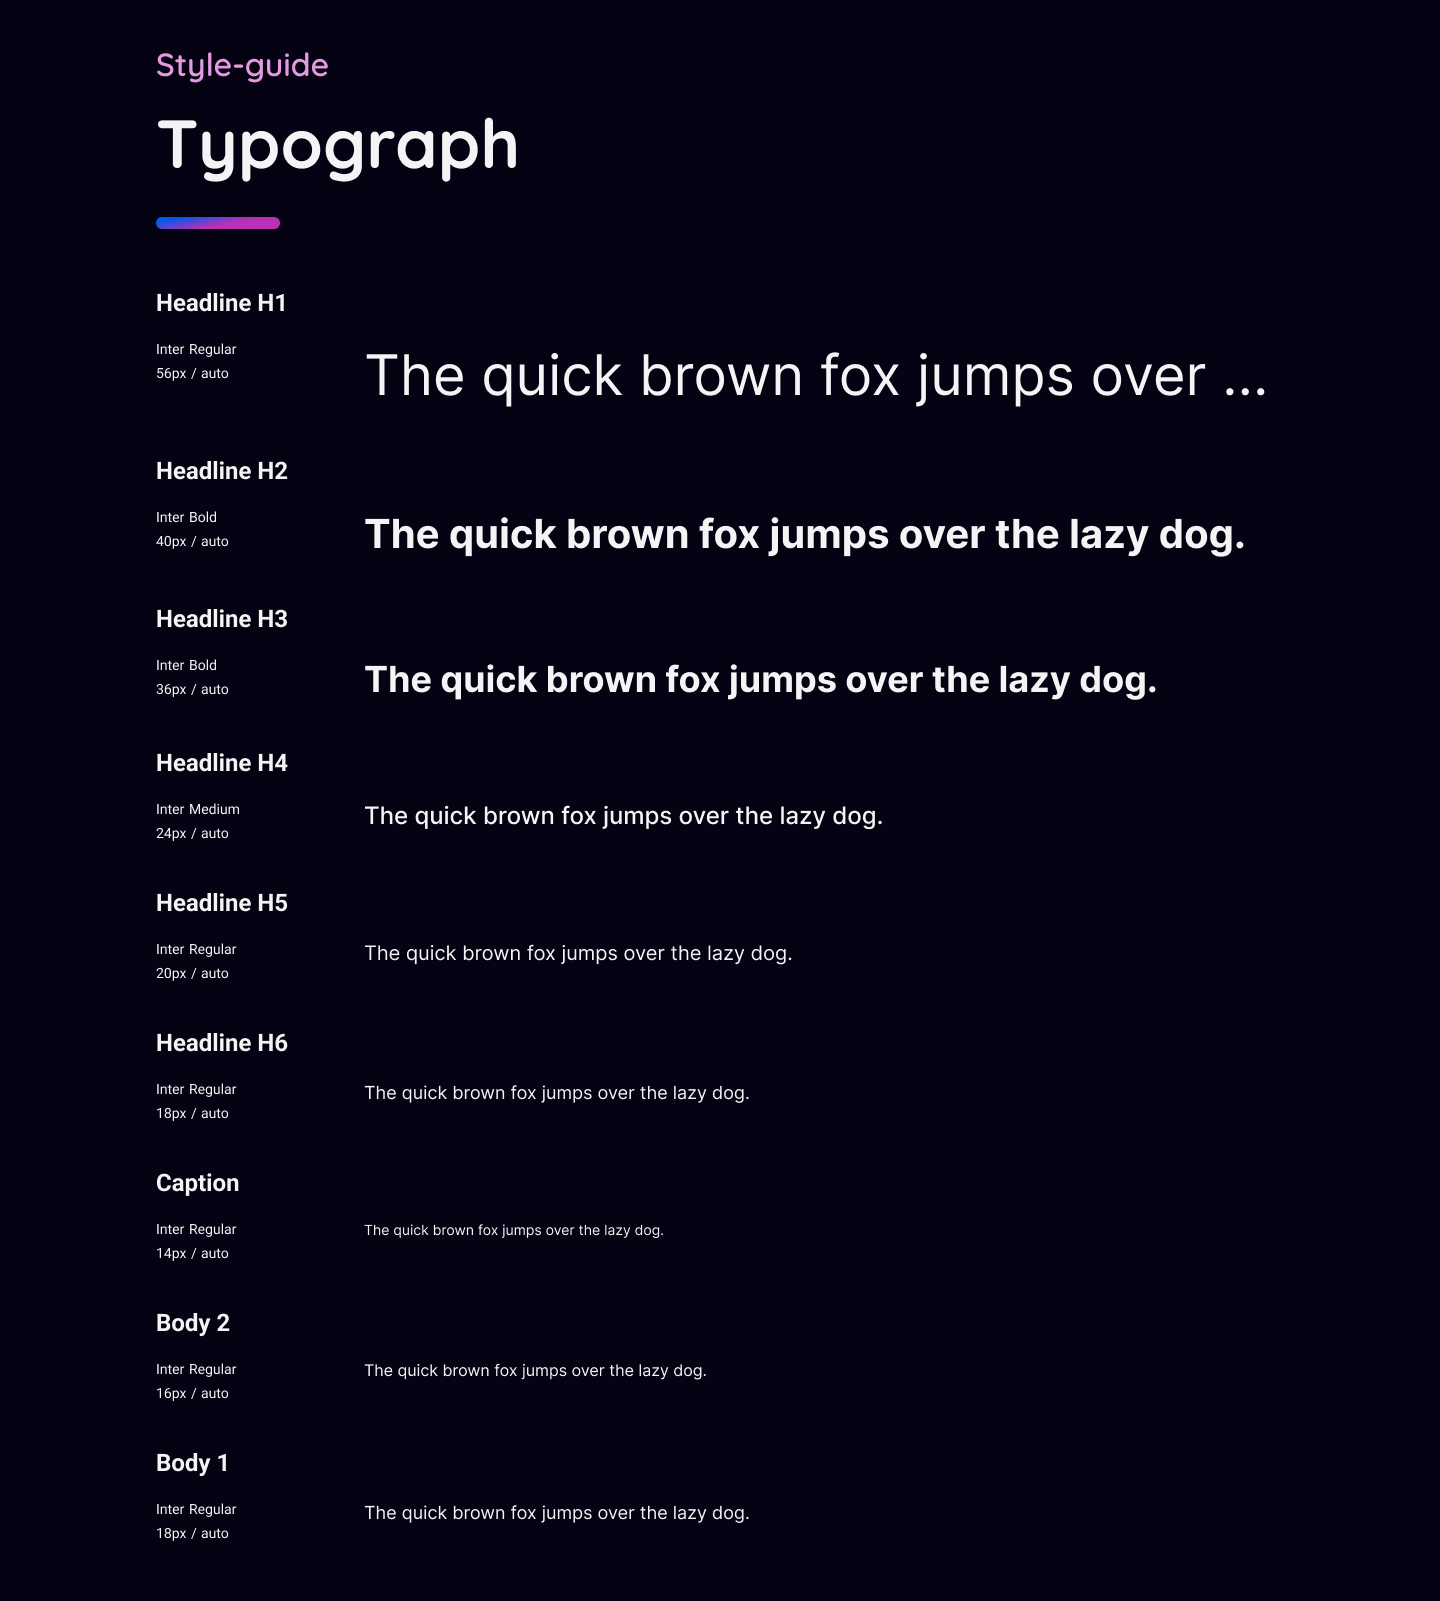 Style-guide
Typograph
Headline H1
Inter Regular
56px / auto
The quick brown fox jumps over ...
Headline H2
Inter Bold
40px / auto
The quick brown fox jumps over the lazy dog.
Headline H3
Inter Bold
36px / auto
The quick brown fox jumps over the lazy dog.
Headline H4
Inter Medium
24px / auto
The quick brown fox jumps over the lazy dog.
Headline H5
Inter Regular
20px / auto
The quick brown fox jumps over the lazy dog.
Headline H6
Inter Regular
18px / auto
The quick brown fox jumps over the lazy dog.
Caption
Inter Regular
14px / auto
The quick brown fox jumps over the lazy dog.
Body 2
Inter Regular
16px / auto
The quick brown fox jumps over the lazy dog.
Body 1
Inter Regular
18px / auto
The quick brown fox jumps over the lazy dog.